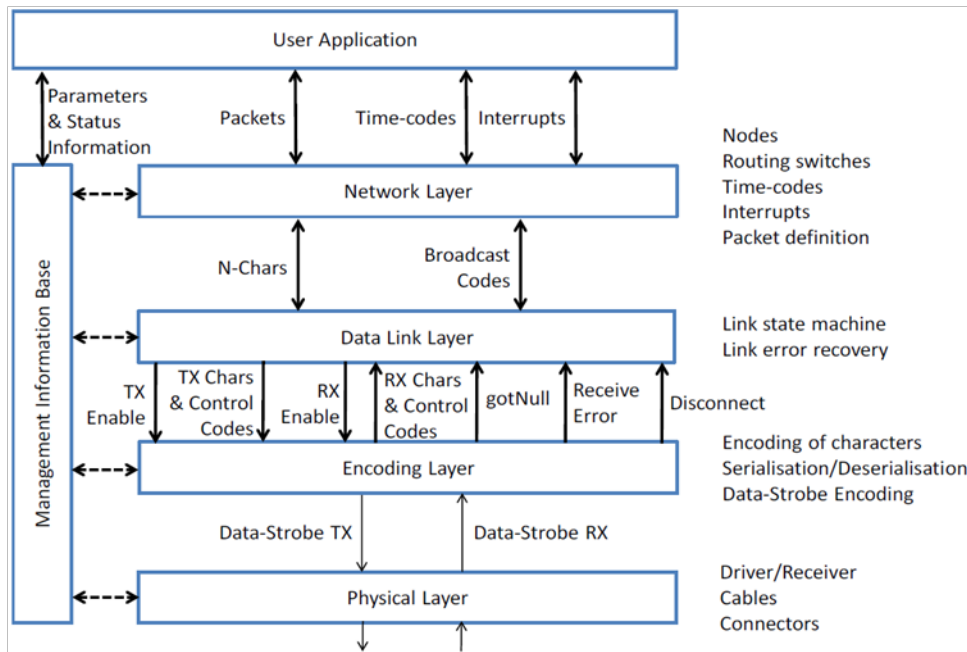 User Application
Parameters
& Status
Information
Packets
Time-codes
Interrupts
Nodes
Routing switches
Time-codes
Interrupts
Packet definition
Network Layer
Management Information Base
N-Chars
Broadcast
Codes
Data Link Layer
Link state machine
Link error recovery
TX
Enable
TX Chars
& Control
Codes
RX
Enable
RX Chars
& Control
Codes
gotNull
Receive
Error
Disconnect
Encoding Layer
Encoding of characters
Serialisation/Deserialisation
Data-Strobe Encoding
Data-Strobe TX
Data-Strobe RX
Physical Layer
Driver/Receiver
Cables
Connectors